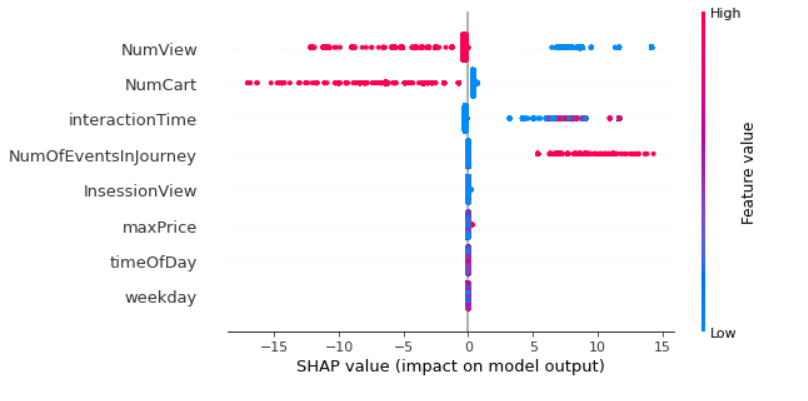 High
NumView
NumCart
interactionTime
NumOfEventsInJourney
InsessionView
maxPrice
timeOfDay
weekday
Feature value
Low
−15 −10 −5 0 5 10 15
SHAP value (impact on model output)